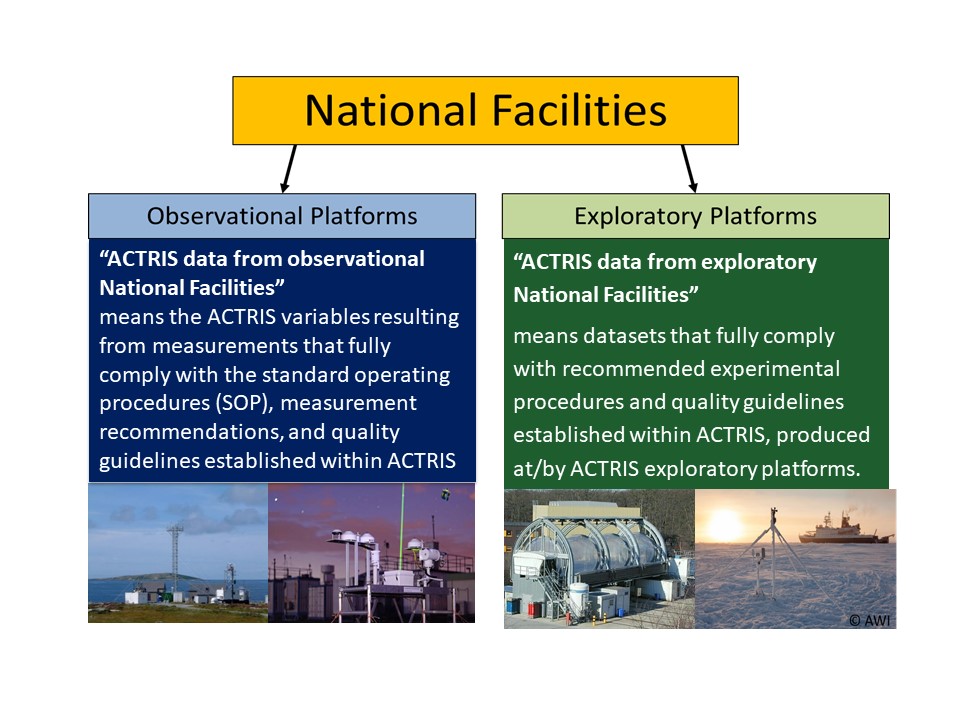 National Facilities
Observational Platforms
“ACTRIS data from observational
National Facilities”
means the ACTRIS variables resulting
from measurements that fully
comply with the standard operating
procedures (SOP), measurement
recommendations, and quality
guidelines established within ACTRIS
Exploratory Platforms
“ACTRIS data from exploratory
National Facilities”
means datasets that fully comply
with recommended experimental
procedures and quality guidelines
established within ACTRIS, produced
at/by ACTRIS exploratory platforms.
© AWI